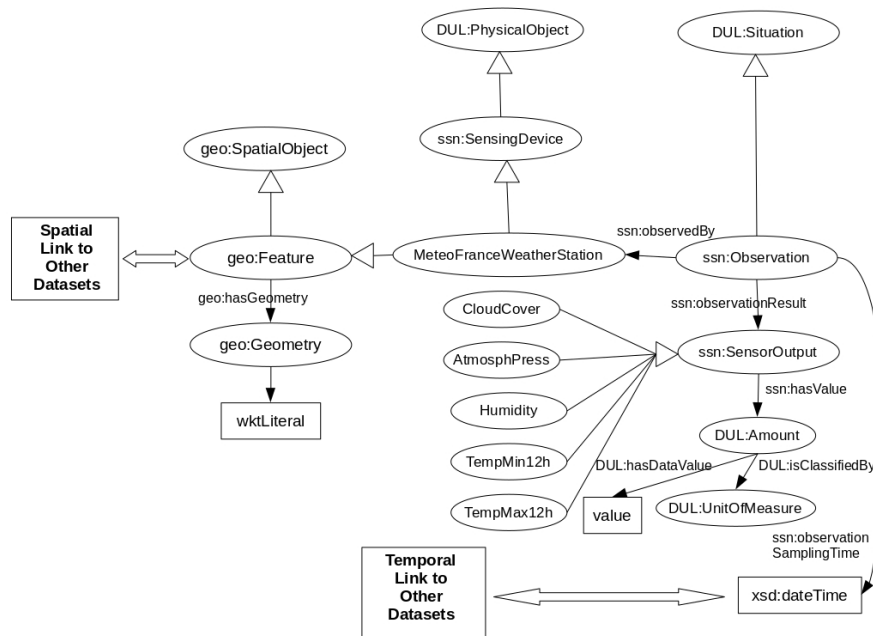 DUL:PhysicalObject
DUL:Situation
ssn:SensingDevice
geo:SpatialObject
Spatial
Link to
Other
Datasets
geo:Feature
MeteoFranceWeatherStation
ssn:observedBy
ssn:Observation
geo:hasGeometry
ssn:observationResult
CloudCover
geo:Geometry
AtmosphPress
ssn:SensorOutput
ssn:hasValue
wktLiteral
Humidity
DUL:Amount
TempMin12h
DUL:hasDataValue
DUL:isClassifiedBy
TempMax12h
value
DUL:UnitOfMeasure
ssn:observation
SamplingTime
Temporal
Link to
Other
Datasets
xsd:dateTime